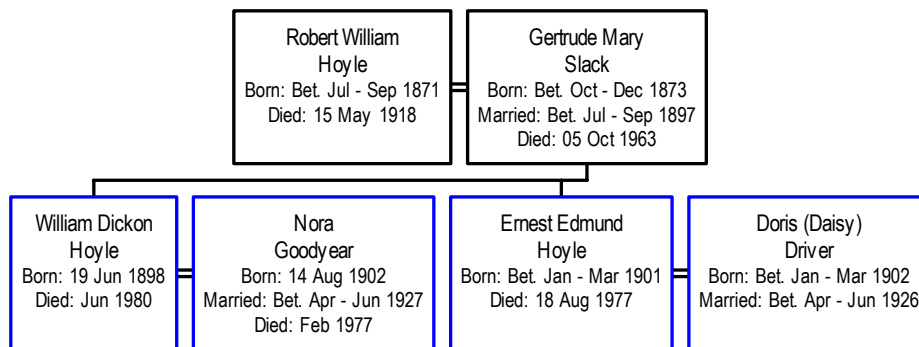 Robert William
Hoyle
Born: Bet. Jul - Sep 1871
Died: 15 May 1918
Gertrude Mary
Slack
Born: Bet. Oct - Dec 1873
Married: Bet. Jul - Sep 1897
Died: 05 Oct 1963
William Dickon
Hoyle
Born: 19 Jun 1898
Died: Jun 1980
Nora
Goodyear
Born: 14 Aug 1902
Married: Bet. Apr - Jun 1927
Died: Feb 1977
Ernest Edmund
Hoyle
Born: Bet. Jan - Mar 1901
Died: 18 Aug 1977
Doris (Daisy)
Driver
Born: Bet. Jan - Mar 1902
Married: Bet. Apr - Jun 1926